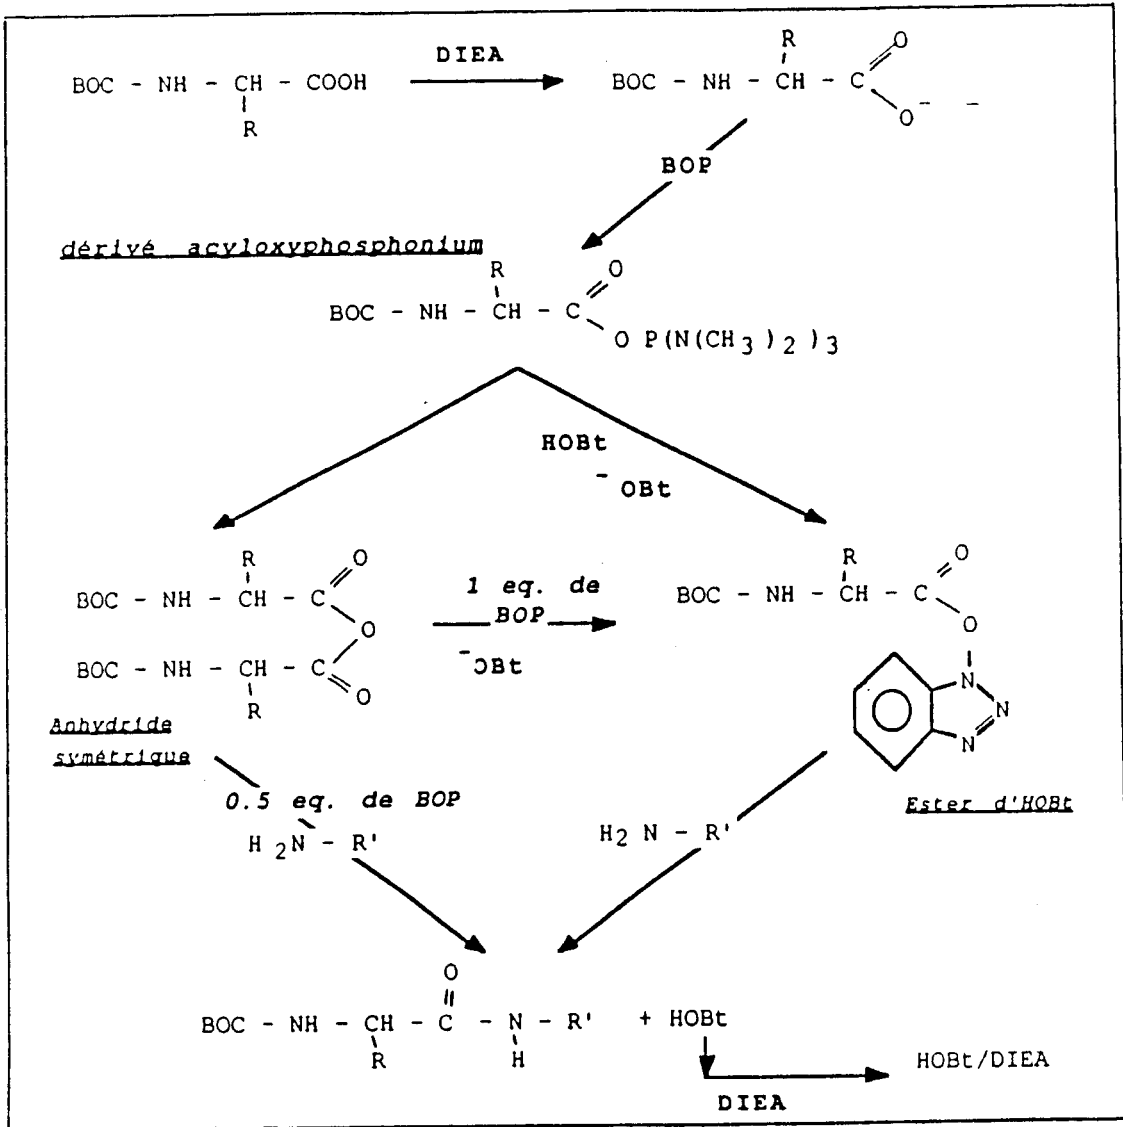 DIEA
BOC - NH - CH - COOH
R
R
O
BOC - NH - CH - C
O⁻ -
BOP
dérivé acyloxyphosphonium
R
O
BOC - NH - CH - C
O P(N(CH3)2)3
HOBt
⁻OBt
R
O
BOC - NH - CH - C
O
BOC - NH - CH - C
O
R
Anhydride
symétrique
1 eq. de
BOP
⁻OBt
R
O
BOC - NH - CH - C
O
N
N
N
Ester d'HOBt
0.5 eq. de BOP
H2N - R'
H2N - R'
O
BOC - NH - CH - C - N - R' + HOBt
R
H
DIEA
HOBt/DIEA